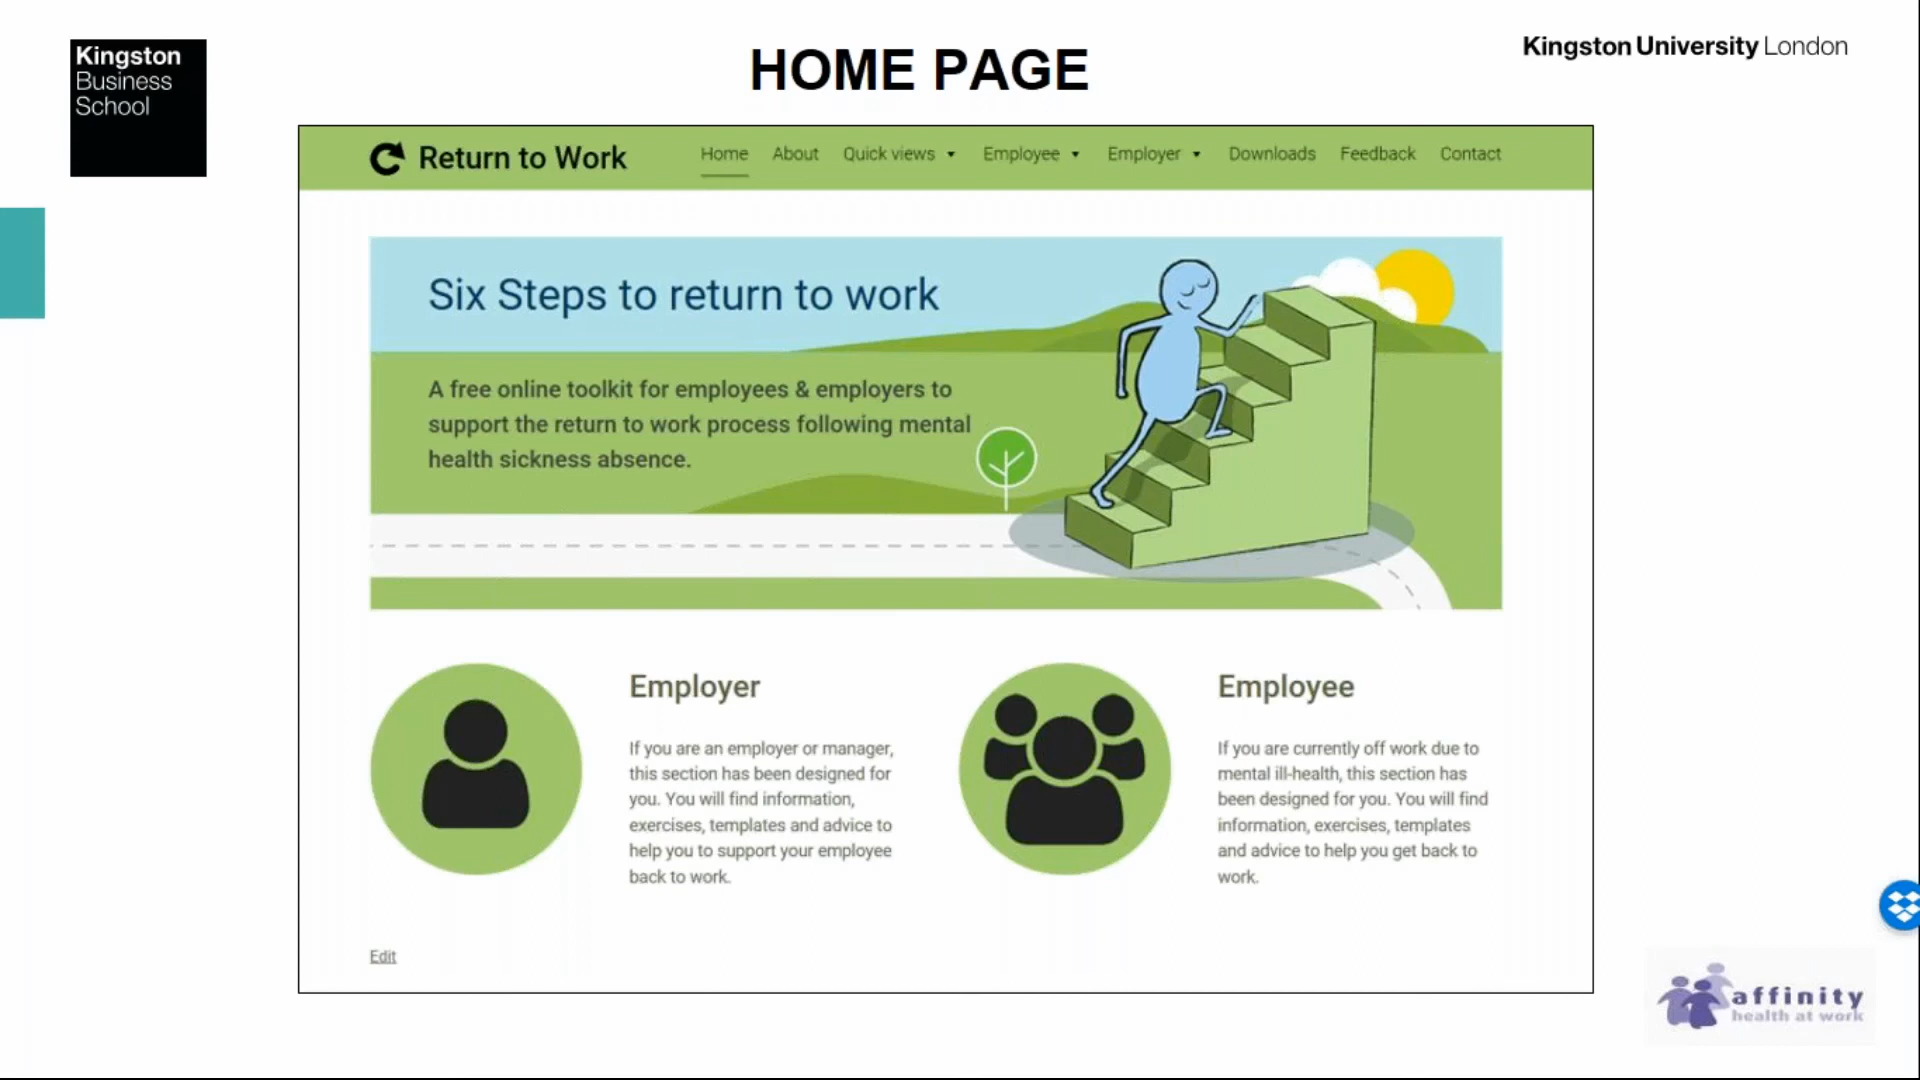 Kingston
Business
School
HOME PAGE
Kingston University London
Return to Work
Home About Quick views Employee Employer Downloads Feedback Contact
Six Steps to return to work
A free online toolkit for employees & employers to
support the return to work process following mental
health sickness absence.
Employer
If you are an employer or manager,
this section has been designed for
you. You will find information,
exercises, templates and advice to
help you to support your employee
back to work.
Employee
If you are currently off work due to
mental ill-health, this section has
been designed for you. You will find
information, exercises, templates
and advice to help you get back to
work.
Edit
affinity
health at work